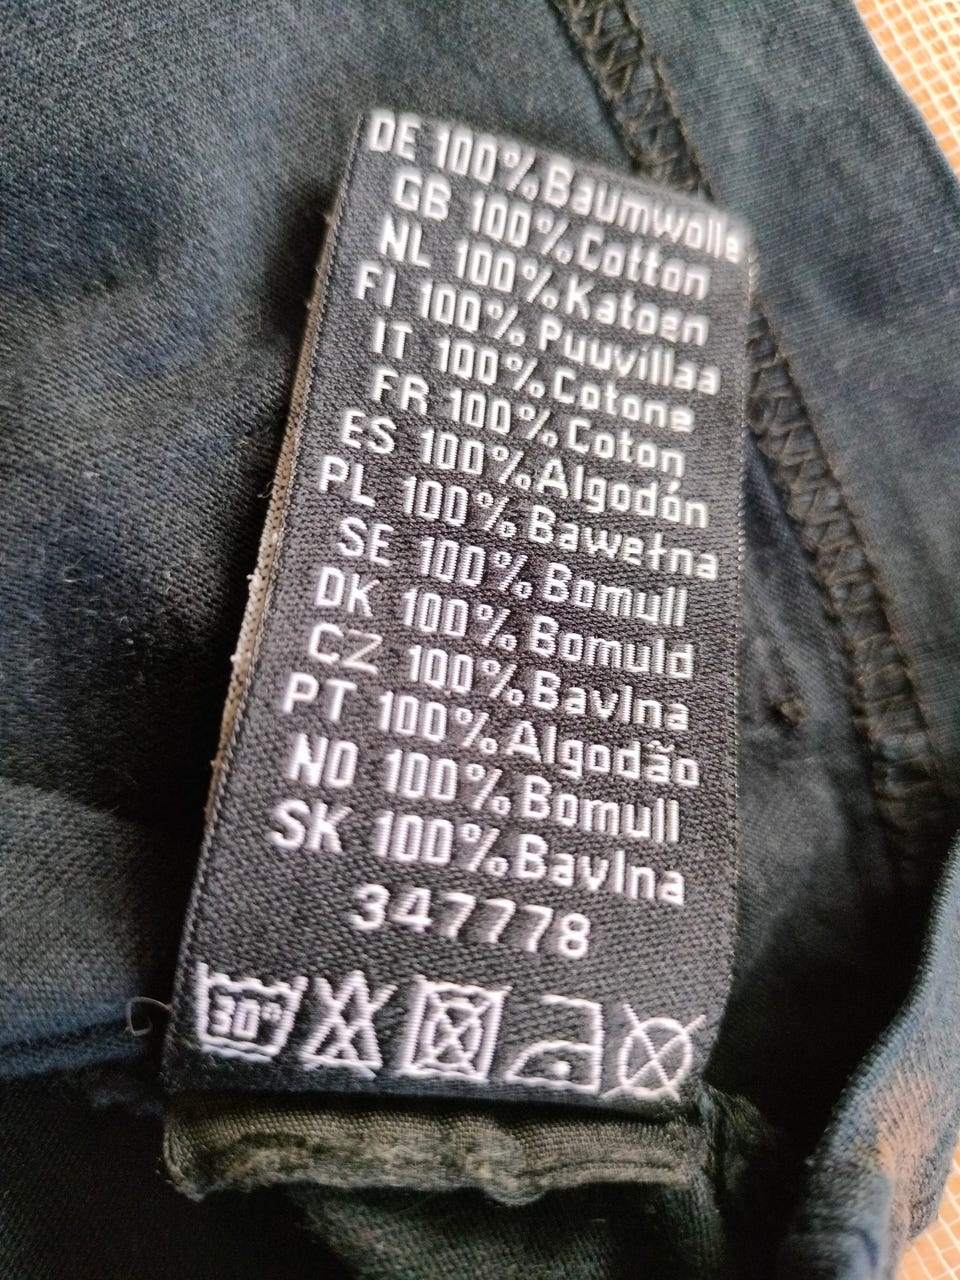 DE 100% Baumwolle
GB 100% Cotton
NL 100% Katoen
FI 100% Puuvillaa
IT 100% Cotone
FR 100% Coton
ES 100% Algodón
PL 100% Bawełna
SE 100% Bomull
DK 100% Bomuld
CZ 100% Bavlna
PT 100% Algodão
NO 100% Bomull
SK 100% Bavlna
347778
30°